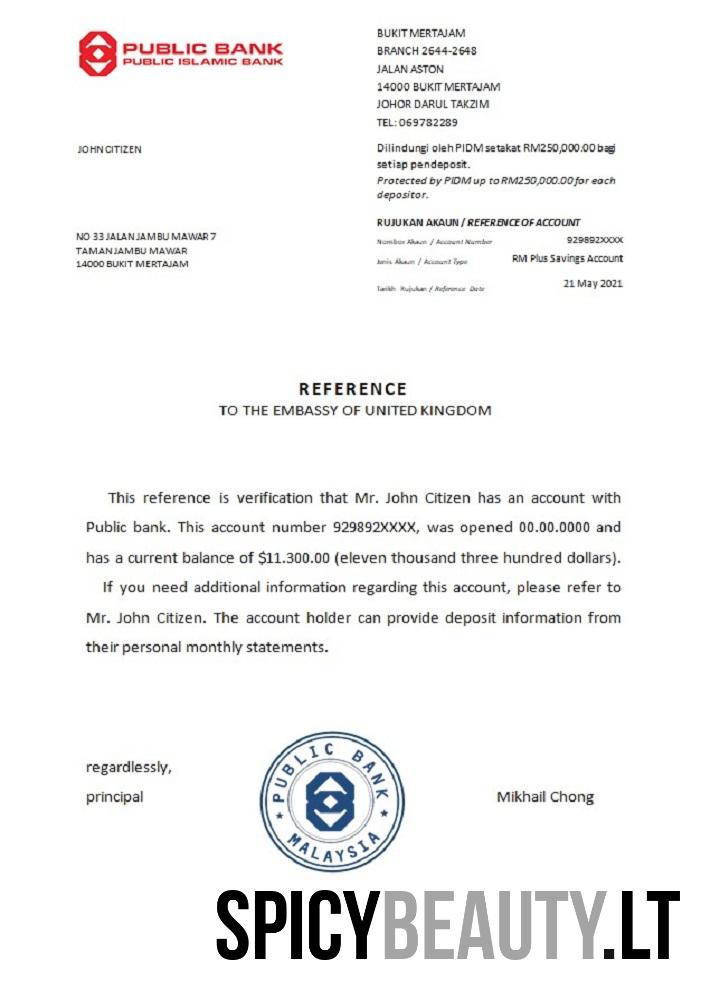 PUBLIC BANK
PUBLIC ISLAMIC BANK
BUKIT MERTAJAM
BRANCH 2644-2648
JALAN ASTON
14000 BUKIT MERTAJAM
JOHOR DARUL TAKZIM
TEL: 069782289
JOHN CITIZEN
Dilindungi oleh PIDM setakat RM250,000.00 bagi
setiap pendeposit.
Protected by PIDM up to RM250,000.00 for each
depositor.
NO 33 JALAN JAMBU MAWAR 7
TAMAN JAMBU MAWAR
14000 BUKIT MERTAJAM
RUJUKAN AKAUN / REFERENCE OF ACCOUNT
Nombor Akaun / Account Number 929892XXXX
Jenis Akaun / Account Type RM Plus Savings Account
Tarikh Rujukan / Reference Date 21 May 2021
REFERENCE
TO THE EMBASSY OF UNITED KINGDOM
This reference is verification that Mr. John Citizen has an account with
Public bank. This account number 929892XXXX, was opened 00.00.0000 and
has a current balance of $11.300.00 (eleven thousand three hundred dollars).
If you need additional information regarding this account, please refer to
Mr. John Citizen. The account holder can provide deposit information from
their personal monthly statements.
regardlessly,
principal
PUBLIC BANK
MALAYSIA
Mikhail Chong
SPICYBEAUTY.LT